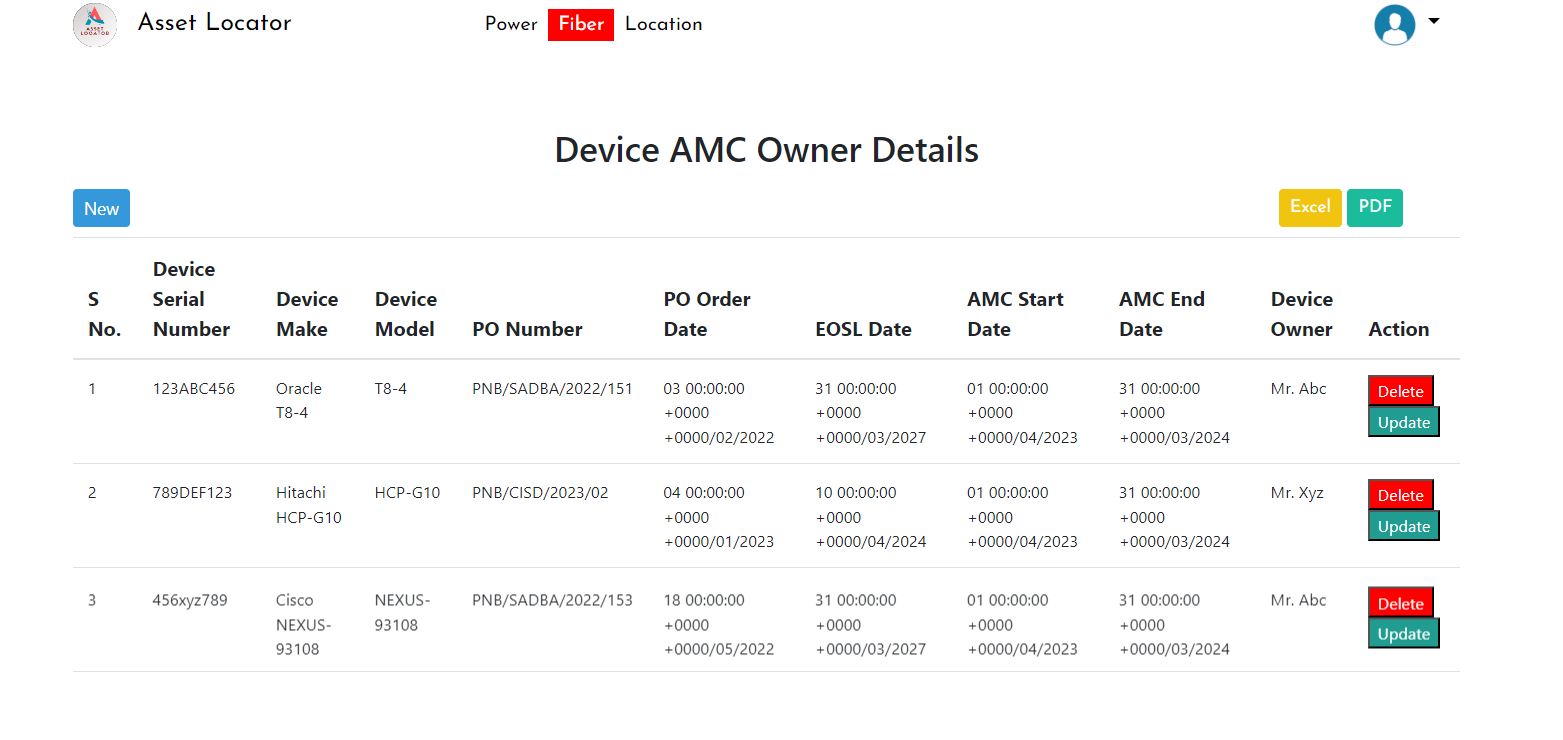 ASSET
LOCATOR
Asset Locator
Power Fiber Location
Device AMC Owner Details
New
Excel PDF
S No. Device Serial Number Device Make Device Model PO Number PO Order Date EOSL Date AMC Start Date AMC End Date Device Owner Action
1 123ABC456 Oracle T8-4 T8-4 PNB/SADBA/2022/151 03 00:00:00 +0000 +0000/02/2022 31 00:00:00 +0000 +0000/03/2027 01 00:00:00 +0000 +0000/04/2023 31 00:00:00 +0000 +0000/03/2024 Mr. Abc Delete Update
2 789DEF123 Hitachi HCP-G10 HCP-G10 PNB/CISD/2023/02 04 00:00:00 +0000 +0000/01/2023 10 00:00:00 +0000 +0000/04/2024 01 00:00:00 +0000 +0000/04/2023 31 00:00:00 +0000 +0000/03/2024 Mr. Xyz Delete Update
3 456xyz789 Cisco NEXUS-93108 NEXUS-93108 PNB/SADBA/2022/153 18 00:00:00 +0000 +0000/05/2022 31 00:00:00 +0000 +0000/03/2027 01 00:00:00 +0000 +0000/04/2023 31 00:00:00 +0000 +0000/03/2024 Mr. Abc Delete Update